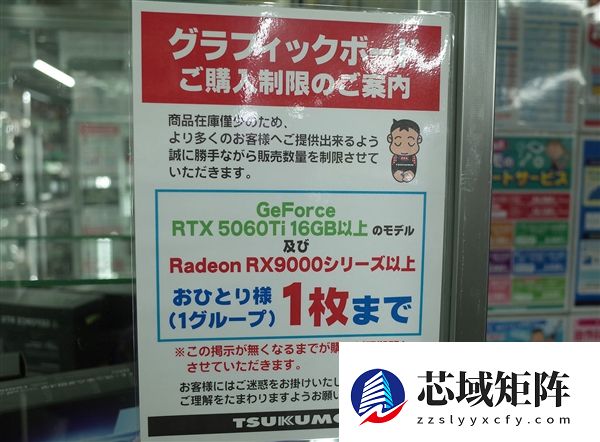 グラフィックボード
ご購入制限のご案内
商品在庫僅少のため、
より多くのお客様へご提供出来るよう
誠に勝手ながら販売数量を制限させて
いただきます。
GeForce
RTX 5060Ti 16GB以上 のモデル
及び
Radeon RX9000シリーズ以上
おひとり様
(1グループ) 1枚まで
※この掲示が無くなるまでが購
させていただきます。
お客様にはご迷惑をお掛けいたし
ご理解をたまわりますようお願い
TSUKUMO
芯域矩阵
zzslyyxcfy.com